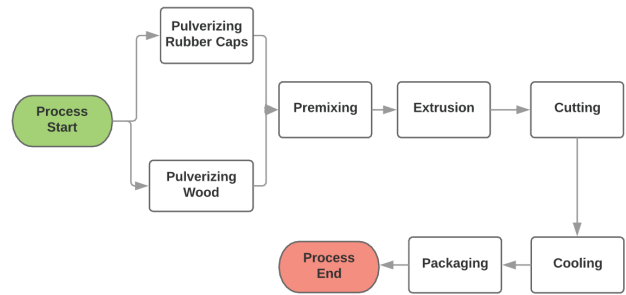 Process
Start
Pulverizing
Rubber Caps
Pulverizing
Wood
Premixing
Extrusion
Cutting
Cooling
Packaging
Process
End